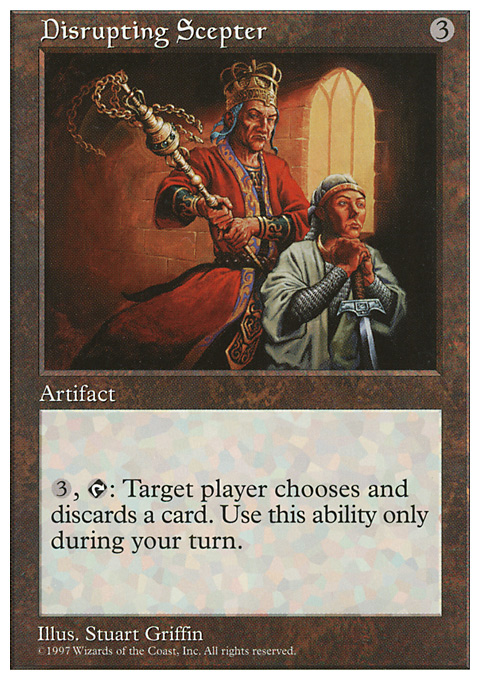 Disrupting Scepter 3
Artifact
3, T: Target player chooses and
discards a card. Use this ability only
during your turn.
Illus. Stuart Griffin
©1997 Wizards of the Coast, Inc. All rights reserved.